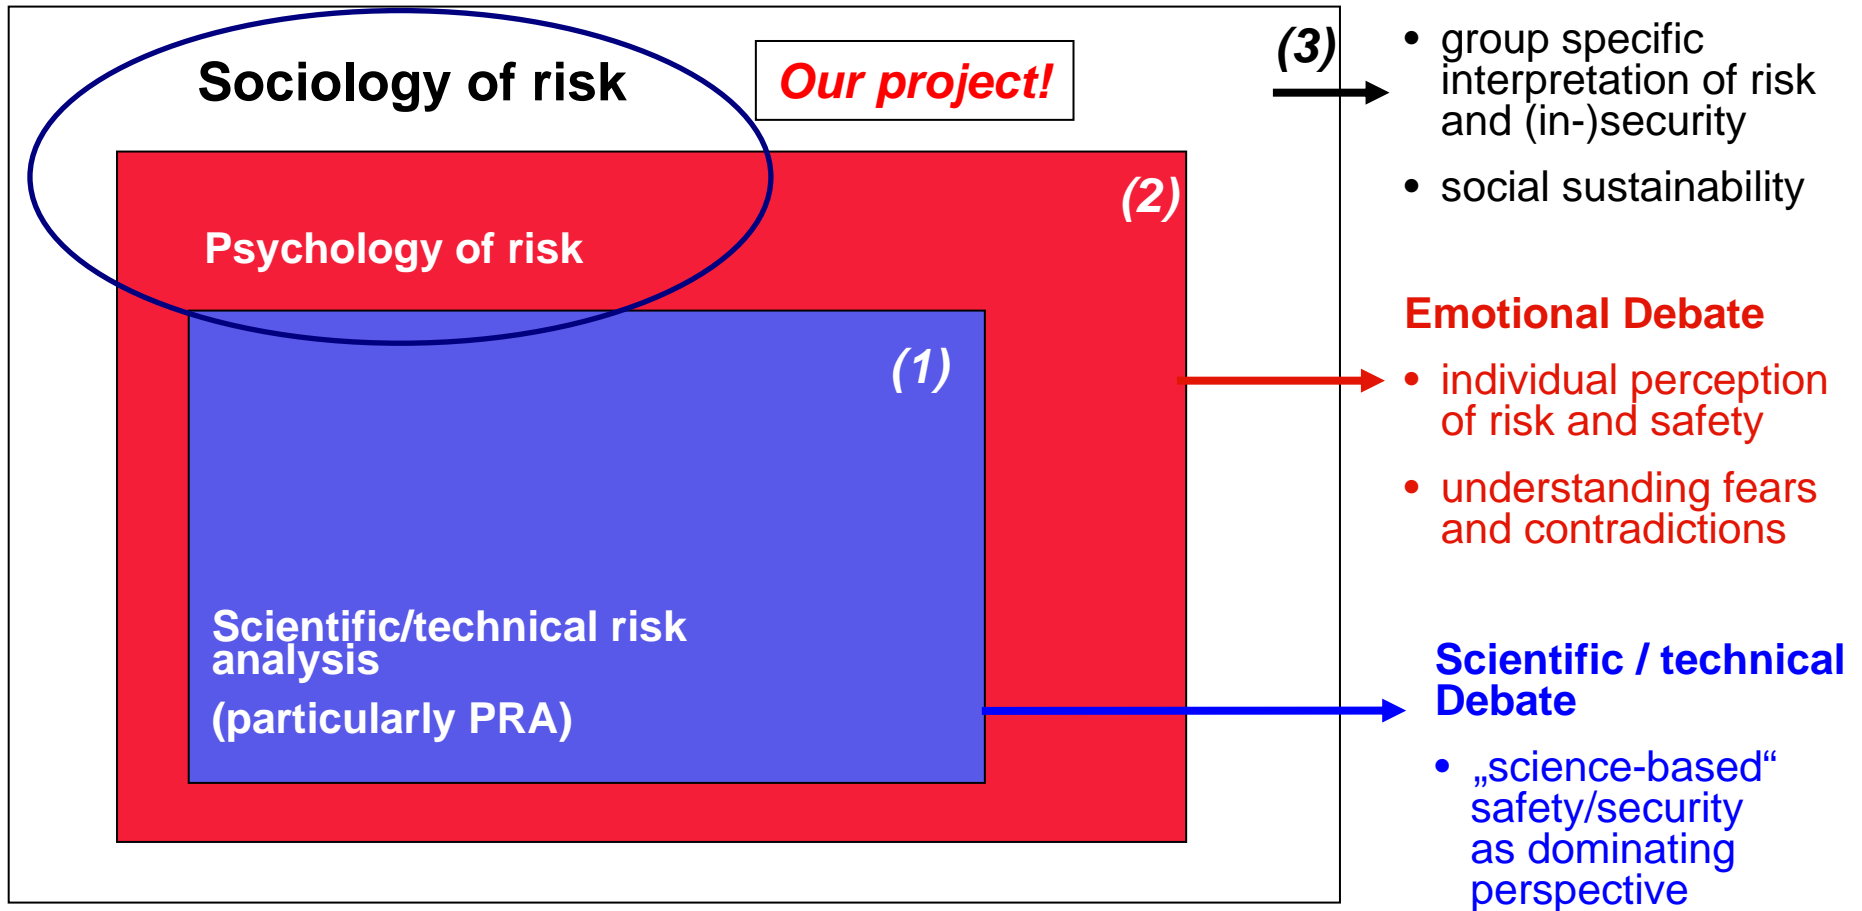 Sociology of risk
Our project!
(3)
(2)
Psychology of risk
(1)
Scientific/technical risk
analysis
(particularly PRA)
• group specific
interpretation of risk
and (in-)security
• social sustainability
Emotional Debate
• individual perception
of risk and safety
• understanding fears
and contradictions
Scientific / technical
Debate
• „science-based“
safety/security
as dominating
perspective